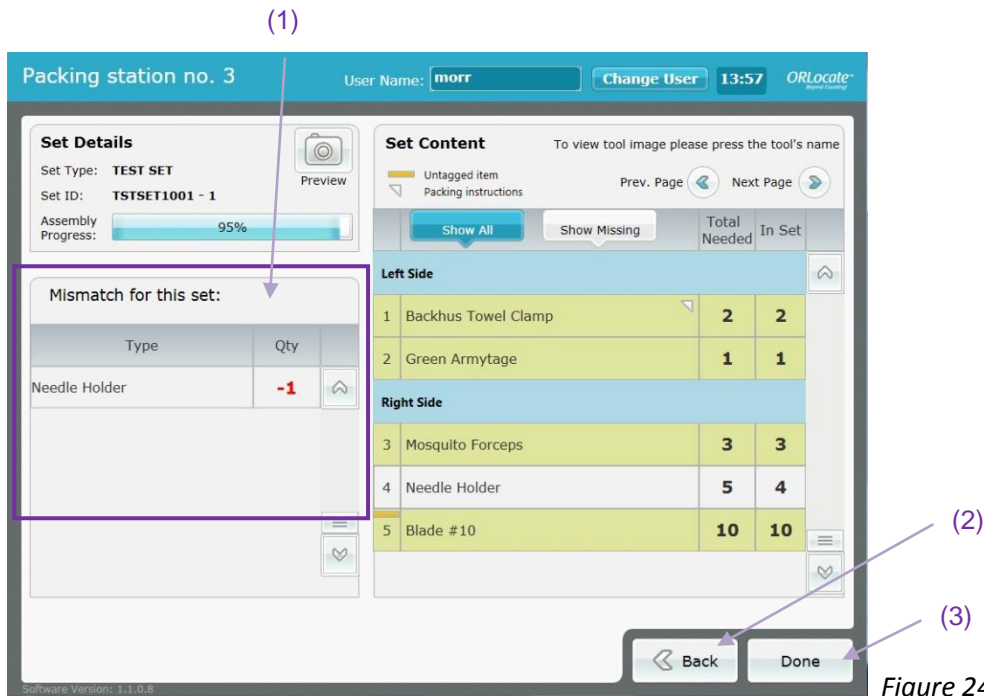 (1)
Packing station no. 3 User Name: morr Change User 13:57 ORLocate
Set Details
Set Type: TEST SET
Set ID: TSTSET1001 - 1
Assembly Progress: 95%
Preview
Mismatch for this set:
Type Qty
Needle Holder -1
Set Content To view tool image please press the tool's name
Untagged item
Packing instructions
Prev. Page Next Page
Show All Show Missing Total Needed In Set
Left Side
1 Backhus Towel Clamp 2 2
2 Green Armytage 1 1
Right Side
3 Mosquito Forceps 3 3
4 Needle Holder 5 4
5 Blade #10 10 10
(2)
(3)
Back Done
Software Version: 1.1.0.8
Figure 24